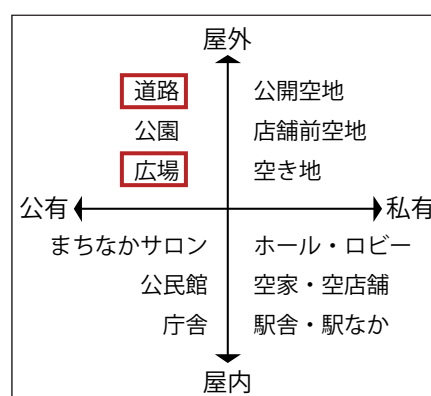 屋外
道路 公開空地
公園 店舗前空地
広場 空き地
公有 私有
まちなかサロン ホール・ロビー
公民館 空家・空店舗
庁舎 駅舎・駅なか
屋内